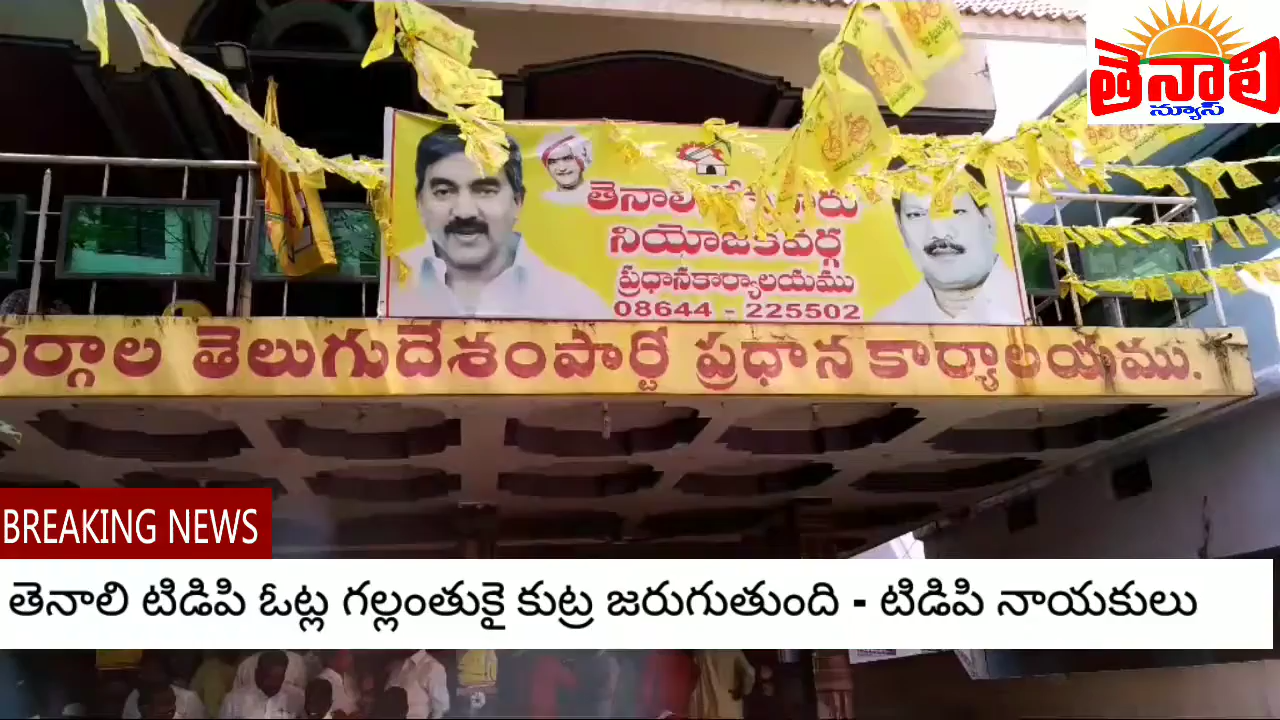 తెనాలి
న్యూస్
తెనాలి
నియోజకవర్గ
ప్రధానకార్యాలయము
08644 - 225502
తెలుగుదేశంపార్టీ ప్రధాన కార్యాలయము.
BREAKING NEWS
తెనాలి టిడిపి ఓట్ల గల్లంతుకై కుట్ర జరుగుతుంది - టిడిపి నాయకులు